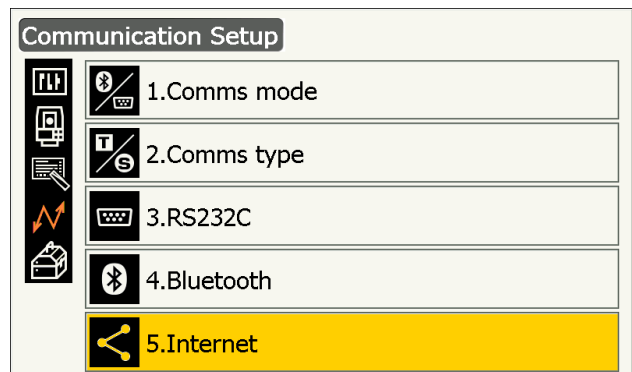 Communication Setup
1.Comms mode
T
S
2.Comms type
3.RS232C
4.Bluetooth
5.Internet